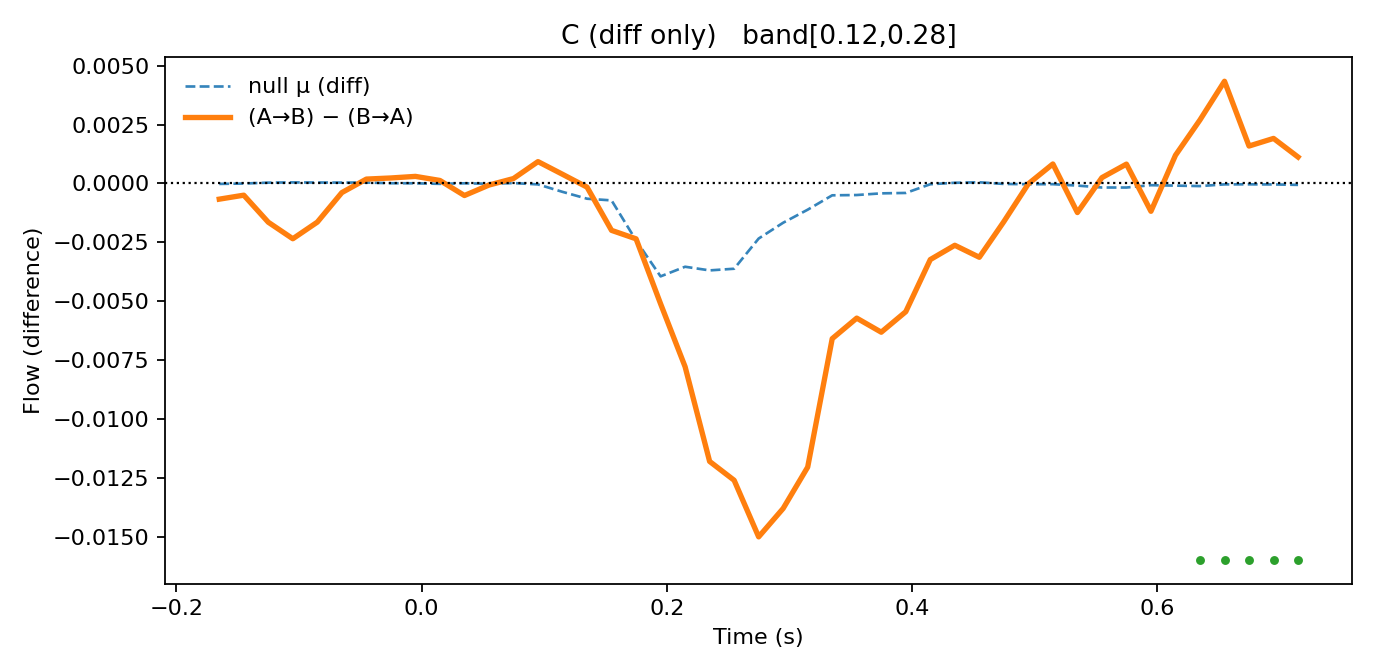 C (diff only)   band[0.12,0.28]
null μ (diff)
(A→B) − (B→A)
Flow (difference)
0.0050
0.0025
0.0000
−0.0025
−0.0050
−0.0075
−0.0100
−0.0125
−0.0150
−0.2
0.0
0.2
0.4
0.6
Time (s)